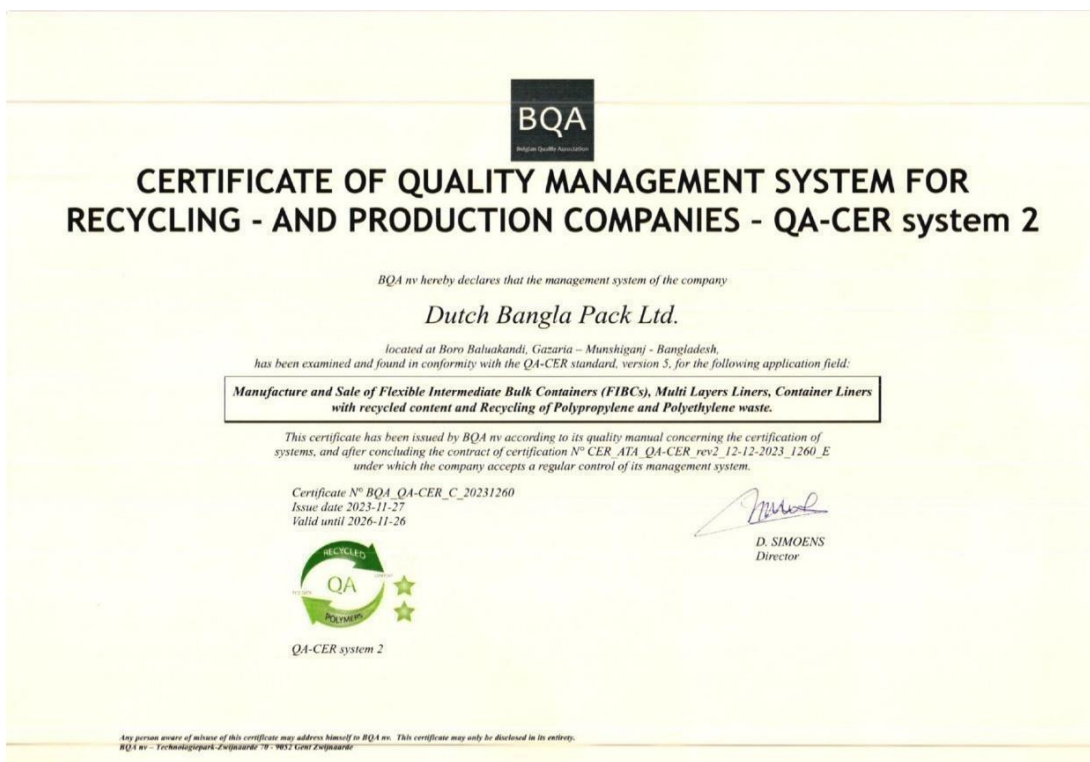 BQA
Belgian Quality Association
CERTIFICATE OF QUALITY MANAGEMENT SYSTEM FOR
RECYCLING - AND PRODUCTION COMPANIES - QA-CER system 2
BQA nv hereby declares that the management system of the company
Dutch Bangla Pack Ltd.
located at Boro Baluakandi, Gazaria – Munshiganj - Bangladesh,
has been examined and found in conformity with the QA-CER standard, version 5, for the following application field:
Manufacture and Sale of Flexible Intermediate Bulk Containers (FIBCs), Multi Layers Liners, Container Liners
with recycled content and Recycling of Polypropylene and Polyethylene waste.
This certificate has been issued by BQA nv according to its quality manual concerning the certification of
systems, and after concluding the contract of certification N° CER_ATA_QA-CER_rev2_12-12-2023_1260_E
under which the company accepts a regular control of its management system.
Certificate N° BQA_QA-CER_C_20231260
Issue date 2023-11-27
Valid until 2026-11-26
D. SIMOENS
Director
RECYCLED
QA
POLYMERS
QA-CER system 2
Any person aware of misuse of this certificate may address himself to BQA nv. This certificate may only be disclosed in its entirety.
BQA nv – Technologiepark-Zwijnaarde 70 - 9052 Gent Zwijnaarde